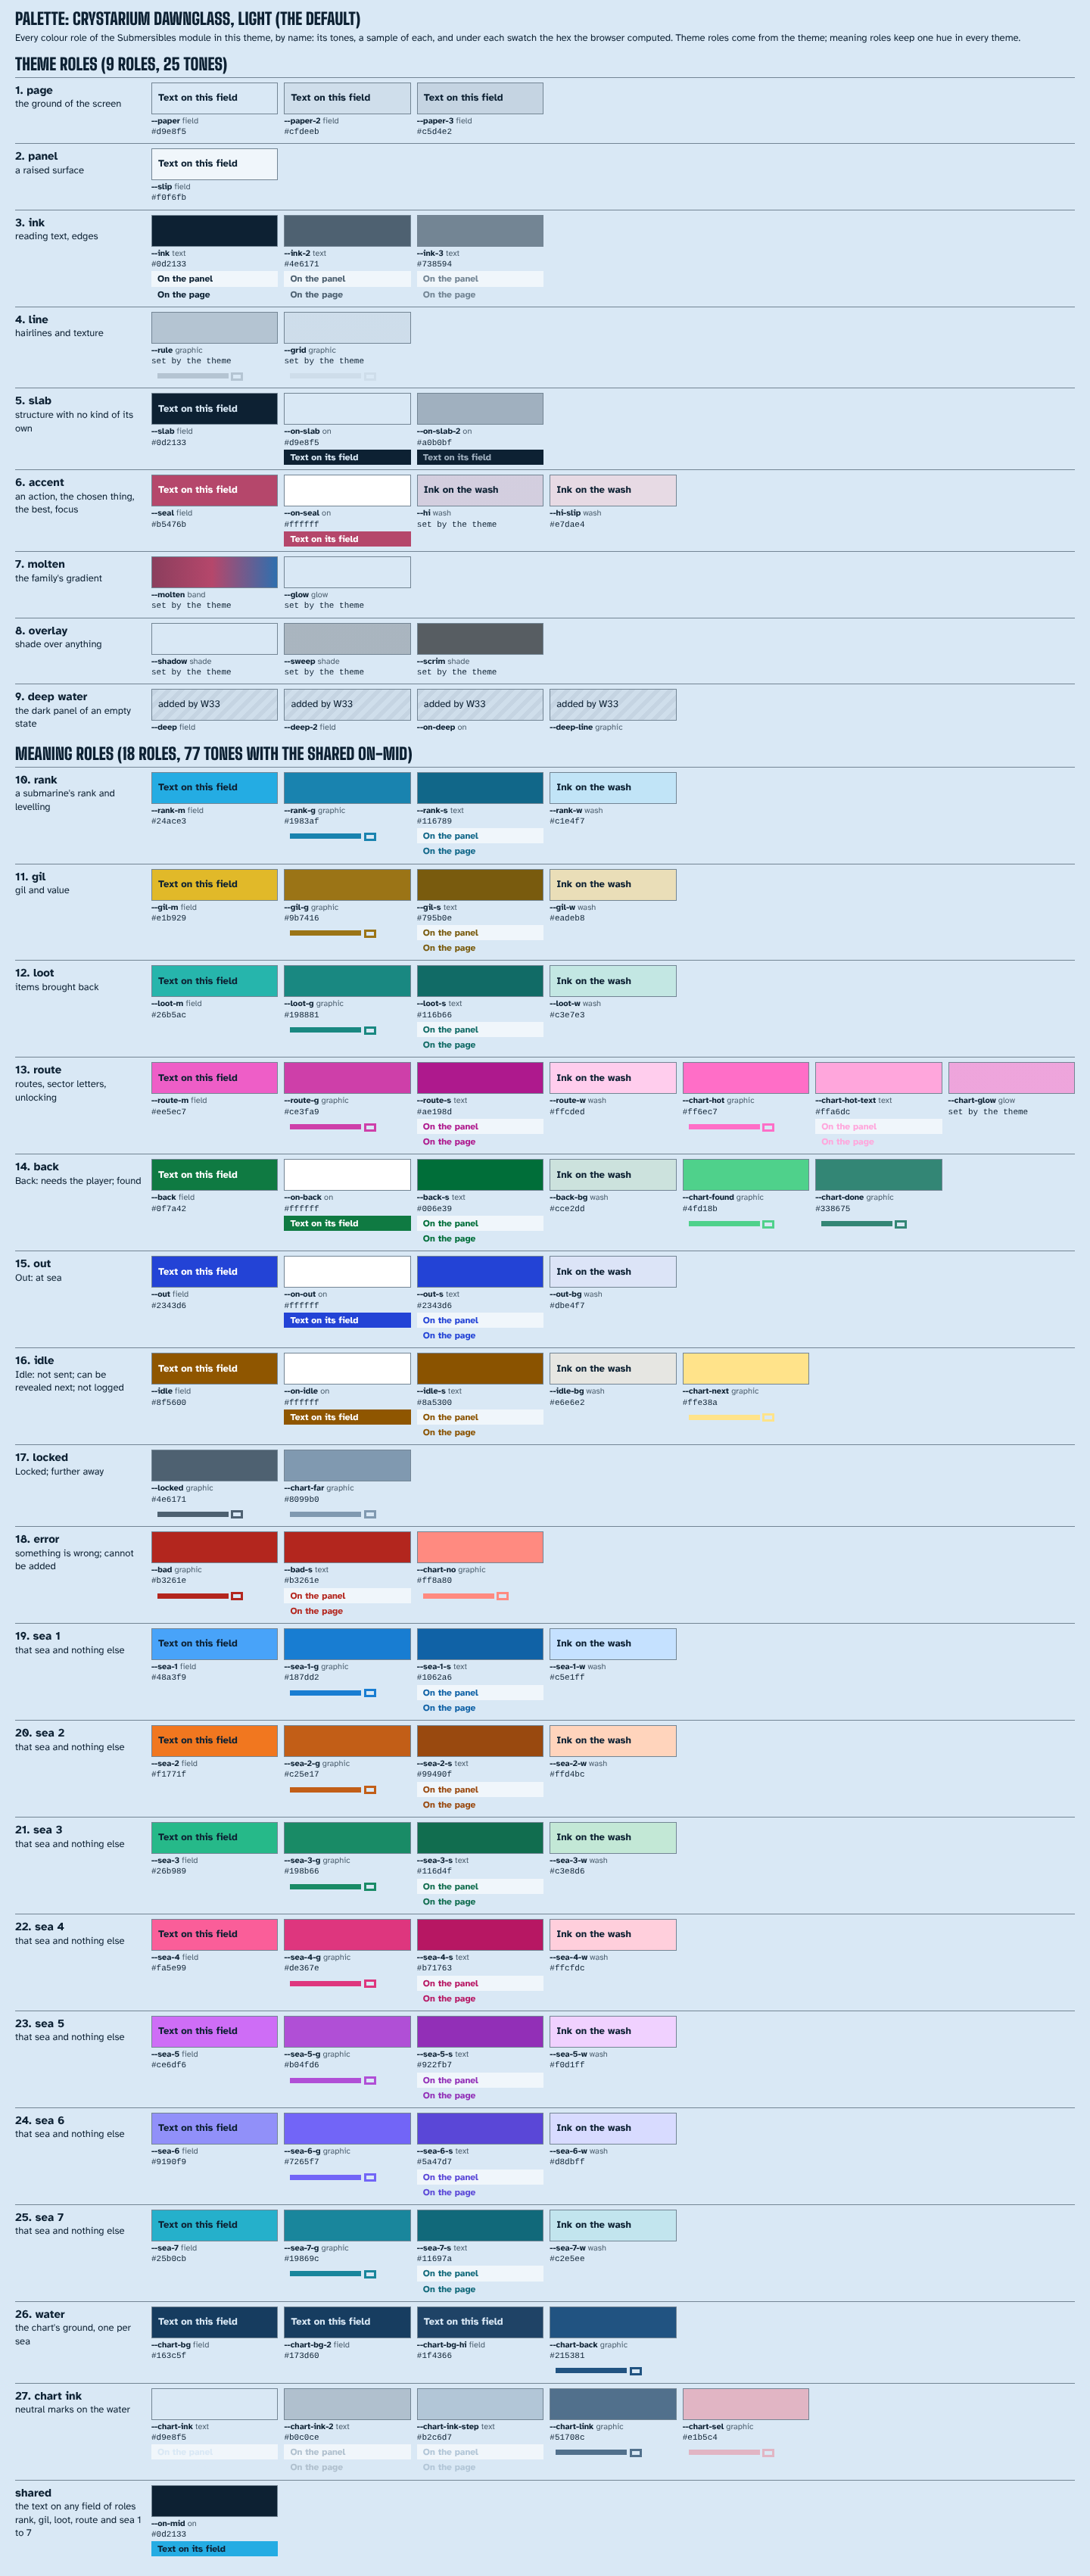 PALETTE: CRYSTARIUM DAWNGLASS, LIGHT (THE DEFAULT)
Every colour role of the Submersibles module in this theme, by name: its tones, a sample of each, and under each swatch the hex the browser computed. Theme roles come from the theme; meaning roles keep one hue in every theme.
THEME ROLES (9 ROLES, 25 TONES)
1. page
the ground of the screen
Text on this field Text on this field Text on this field
--paper field --paper-2 field --paper-3 field
#d9e8f5 #cfdeeb #c5d4e2
2. panel
a raised surface
Text on this field
--slip field
#f0f6fb
3. ink
reading text, edges
--ink text --ink-2 text --ink-3 text
#0d2133 #4e6171 #738594
On the panel On the panel On the panel
On the page On the page On the page
4. line
hairlines and texture
--rule graphic --grid graphic
set by the theme set by the theme
5. slab
structure with no kind of its
own
Text on this field
--slab field --on-slab on --on-slab-2 on
#0d2133 #d9e8f5 #a0b0bf
Text on its field Text on its field
6. accent
an action, the chosen thing,
the best, focus
Text on this field Ink on the wash Ink on the wash
--seal field --on-seal on --hi wash --hi-slip wash
#b5476b #ffffff set by the theme #e7dae4
Text on its field
7. molten
the family's gradient
--molten band --glow glow
set by the theme set by the theme
8. overlay
shade over anything
--shadow shade --sweep shade --scrim shade
set by the theme set by the theme set by the theme
9. deep water
the dark panel of an empty
state
added by W33 added by W33 added by W33 added by W33
--deep field --deep-2 field --on-deep on --deep-line graphic
MEANING ROLES (18 ROLES, 77 TONES WITH THE SHARED ON-MID)
10. rank
a submarine's rank and
levelling
Text on this field Ink on the wash
--rank-m field --rank-g graphic --rank-s text --rank-w wash
#24ace3 #1983af #116789 #c1e4f7
On the panel
On the page
11. gil
gil and value
Text on this field Ink on the wash
--gil-m field --gil-g graphic --gil-s text --gil-w wash
#e1b929 #9b7416 #795b0e #eadeb8
On the panel
On the page
12. loot
items brought back
Text on this field Ink on the wash
--loot-m field --loot-g graphic --loot-s text --loot-w wash
#26b5ac #198881 #116b66 #c3e7e3
On the panel
On the page
13. route
routes, sector letters,
unlocking
Text on this field Ink on the wash
--route-m field --route-g graphic --route-s text --route-w wash --chart-hot graphic --chart-hot-text text --chart-glow glow
#ee5ec7 #ce3fa9 #ae198d #ffcded #ff6ec7 #ffa6dc set by the theme
On the panel On the panel
On the page On the page
14. back
Back: needs the player; found
Text on this field Ink on the wash
--back field --on-back on --back-s text --back-bg wash --chart-found graphic --chart-done graphic
#0f7a42 #ffffff #006e39 #cce2dd #4fd18b #338675
Text on its field On the panel
On the page
15. out
Out: at sea
Text on this field Ink on the wash
--out field --on-out on --out-s text --out-bg wash
#2343d6 #ffffff #2343d6 #dbe4f7
Text on its field On the panel
On the page
16. idle
Idle: not sent; can be
revealed next; not logged
Text on this field Ink on the wash
--idle field --on-idle on --idle-s text --idle-bg wash --chart-next graphic
#8f5600 #ffffff #8a5300 #e6e6e2 #ffe38a
Text on its field On the panel
On the page
17. locked
Locked; further away
--locked graphic --chart-far graphic
#4e6171 #8099b0
18. error
something is wrong; cannot
be added
--bad graphic --bad-s text --chart-no graphic
#b3261e #b3261e #ff8a80
On the panel
On the page
19. sea 1
that sea and nothing else
Text on this field Ink on the wash
--sea-1 field --sea-1-g graphic --sea-1-s text --sea-1-w wash
#48a3f9 #187dd2 #1062a6 #c5e1ff
On the panel
On the page
20. sea 2
that sea and nothing else
Text on this field Ink on the wash
--sea-2 field --sea-2-g graphic --sea-2-s text --sea-2-w wash
#f1771f #c25e17 #99490f #ffd4bc
On the panel
On the page
21. sea 3
that sea and nothing else
Text on this field Ink on the wash
--sea-3 field --sea-3-g graphic --sea-3-s text --sea-3-w wash
#26b989 #198b66 #116d4f #c3e8d6
On the panel
On the page
22. sea 4
that sea and nothing else
Text on this field Ink on the wash
--sea-4 field --sea-4-g graphic --sea-4-s text --sea-4-w wash
#fa5e99 #de367e #b71763 #ffcfdc
On the panel
On the page
23. sea 5
that sea and nothing else
Text on this field Ink on the wash
--sea-5 field --sea-5-g graphic --sea-5-s text --sea-5-w wash
#ce6df6 #b04fd6 #922fb7 #f0d1ff
On the panel
On the page
24. sea 6
that sea and nothing else
Text on this field Ink on the wash
--sea-6 field --sea-6-g graphic --sea-6-s text --sea-6-w wash
#9190f9 #7265f7 #5a47d7 #d8dbff
On the panel
On the page
25. sea 7
that sea and nothing else
Text on this field Ink on the wash
--sea-7 field --sea-7-g graphic --sea-7-s text --sea-7-w wash
#25b0cb #19869c #11697a #c2e5ee
On the panel
On the page
26. water
the chart's ground, one per
sea
Text on this field Text on this field Text on this field
--chart-bg field --chart-bg-2 field --chart-bg-hi field --chart-back graphic
#163c5f #173d60 #1f4366 #215381
27. chart ink
neutral marks on the water
--chart-ink text --chart-ink-2 text --chart-ink-step text --chart-link graphic --chart-sel graphic
#d9e8f5 #b0c0ce #b2c6d7 #51708c #e1b5c4
On the panel On the panel On the panel
On the page On the page
shared
the text on any field of roles
rank, gil, loot, route and sea 1
to 7
--on-mid on
#0d2133
Text on its field